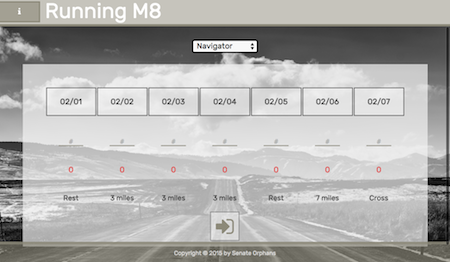 i Running M8
Navigator
02/01 02/02 02/03 02/04 02/05 02/06 02/07
# # # # # # #
0 0 0 0 0 0 0
Rest 3 miles 3 miles 3 miles Rest 7 miles Cross
Copyright © 2015 by Senate Orphans